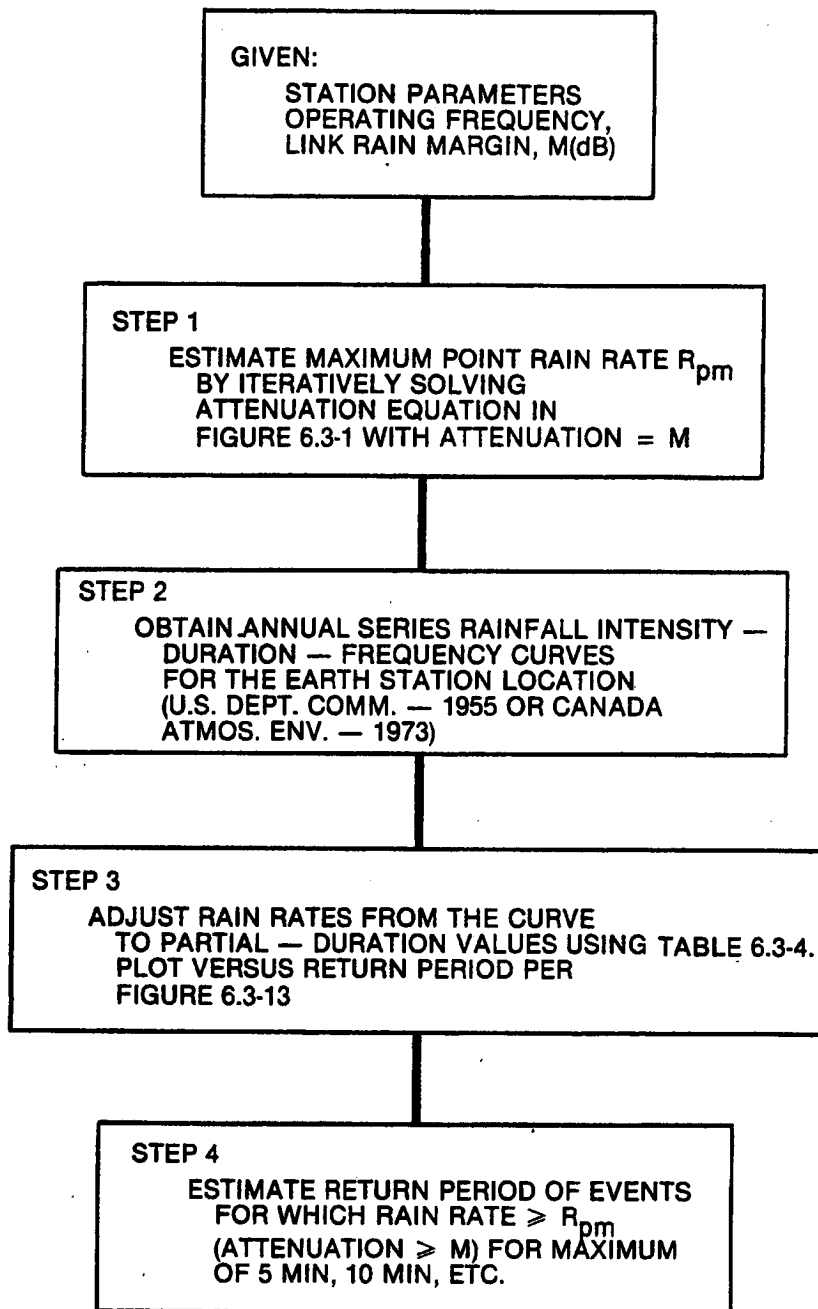 GIVEN:
STATION PARAMETERS
OPERATING FREQUENCY,
LINK RAIN MARGIN, M(dB)
STEP 1
ESTIMATE MAXIMUM POINT RAIN RATE Rpm
BY ITERATIVELY SOLVING
ATTENUATION EQUATION IN
FIGURE 6.3-1 WITH ATTENUATION = M
STEP 2
OBTAIN ANNUAL SERIES RAINFALL INTENSITY —
DURATION — FREQUENCY CURVES
FOR THE EARTH STATION LOCATION
(U.S. DEPT. COMM. — 1955 OR CANADA
ATMOS. ENV. — 1973)
STEP 3
ADJUST RAIN RATES FROM THE CURVE
TO PARTIAL — DURATION VALUES USING TABLE 6.3-4.
PLOT VERSUS RETURN PERIOD PER
FIGURE 6.3-13
STEP 4
ESTIMATE RETURN PERIOD OF EVENTS
FOR WHICH RAIN RATE ⩾ Rpm
(ATTENUATION ⩾ M) FOR MAXIMUM
OF 5 MIN, 10 MIN, ETC.